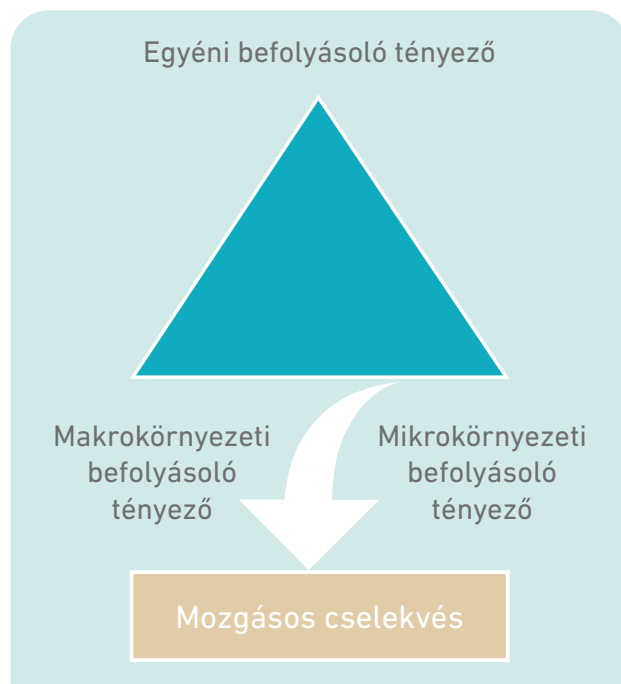 Egyéni befolyásoló tényező
Makrokörnyezeti
befolyásoló
tényező
Mikrokörnyezeti
befolyásoló
tényező
Mozgásos cselekvés